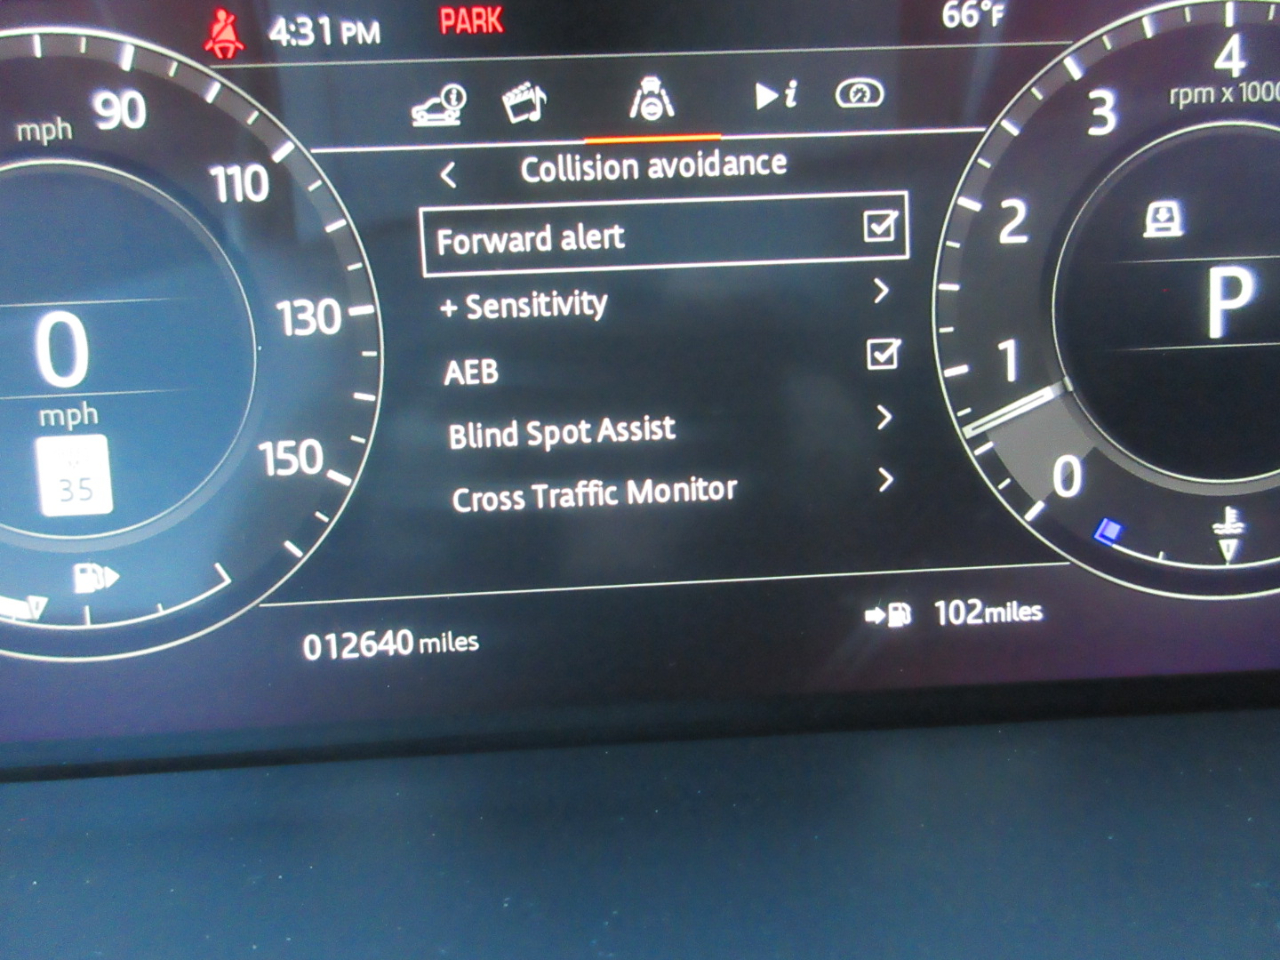 4:31 PM PARK 66°F
mph 90
110
130
150
0
mph
35
Collision avoidance
Forward alert
+ Sensitivity
AEB
Blind Spot Assist
Cross Traffic Monitor
012640 miles
102miles
4
rpm x 1000
3
2
1
0
P